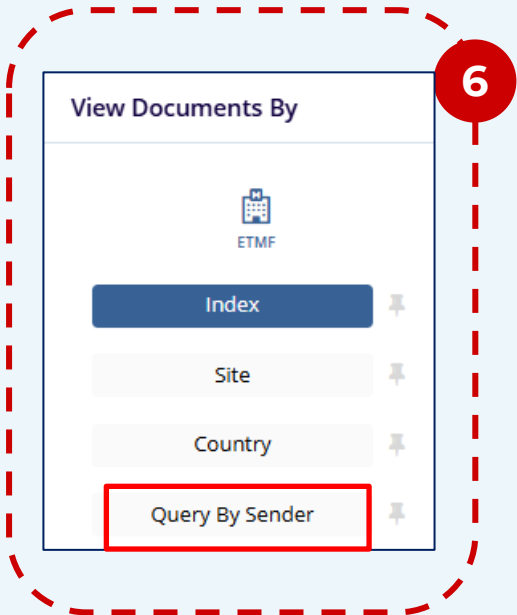 6
View Documents By
ETMF
Index
Site
Country
Query By Sender